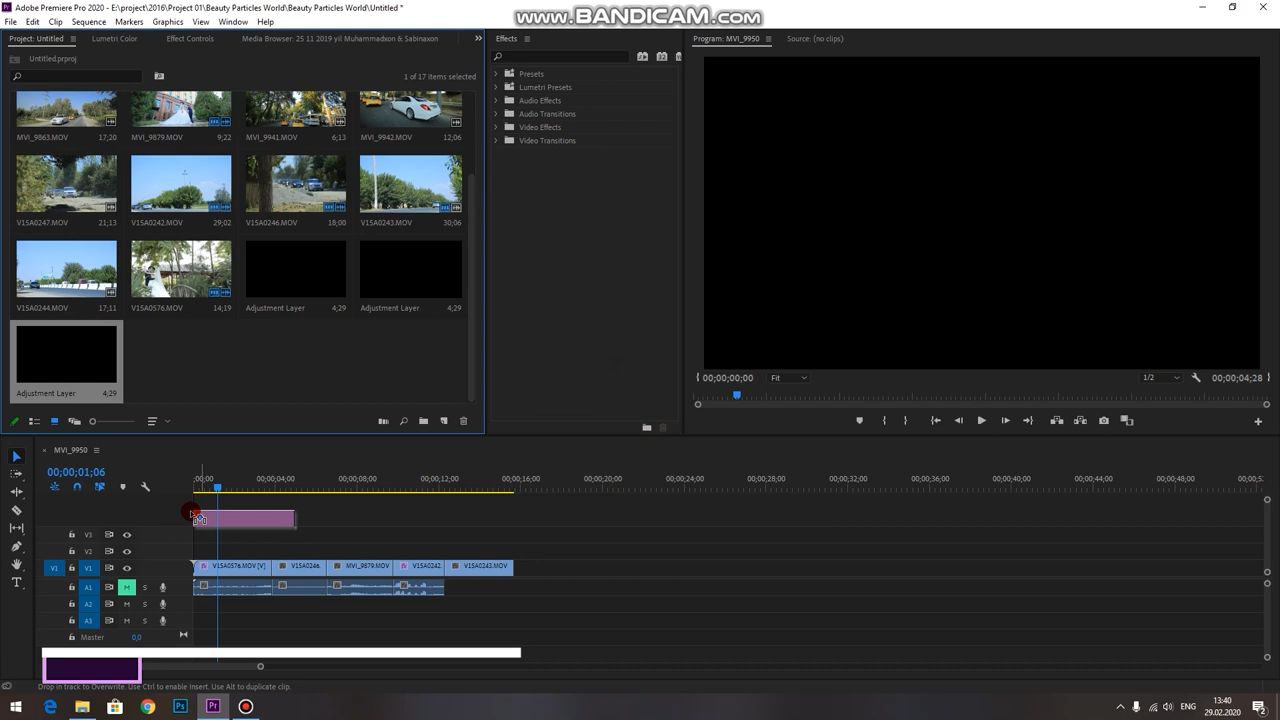 Adobe Premiere Pro 2020 - E:\project\2016\Project 01\Beauty Particles World\Beauty Particles World\Untitled *
www.BANDICAM.com
File Edit Clip Sequence Markers Graphics View Window Help
Project: Untitled Lumetri Color Effect Controls Media Browser: 25 11 2019 yil Muhammadxon & Sabinaxon
Effects
Program: MVI_9950 Source: (no clips)
Untitled.prproj
1 of 17 items selected
Presets
Lumetri Presets
Audio Effects
Audio Transitions
Video Effects
Video Transitions
MVI_9863.MOV 17;20 MVI_9879.MOV 9;22 MVI_9941.MOV 6;13 MVI_9942.MOV 12;06
V15A0247.MOV 21;13 V15A0242.MOV 29;02 V15A0246.MOV 18;00 V15A0243.MOV 30;06
V15A0244.MOV 17;11 V15A0576.MOV 14;19 Adjustment Layer 4;29 Adjustment Layer 4;29
Adjustment Layer 4;29
00;00;00;00 Fit 1/2 00;00;04;28
MVI_9950
00;00;01;06
;00;00 00;00;04;00 00;00;08;00 00;00;12;00 00;00;16;00 00;00;20;00 00;00;24;00 00;00;28;00 00;00;32;00 00;00;36;00 00;00;40;00 00;00;44;00 00;00;48;00 00;00;52
V3
V2
V1 V1 V15A0576.MOV [V] V15A0246. MVI_9879.MOV V15A0242. V15A0243.MOV
A1 M S
A2 M S
A3 M S
Master 0,0
Drop in track to Overwrite. Use Ctrl to enable Insert. Use Alt to duplicate clip.
Ps Pr
13:40
29.02.2020
2